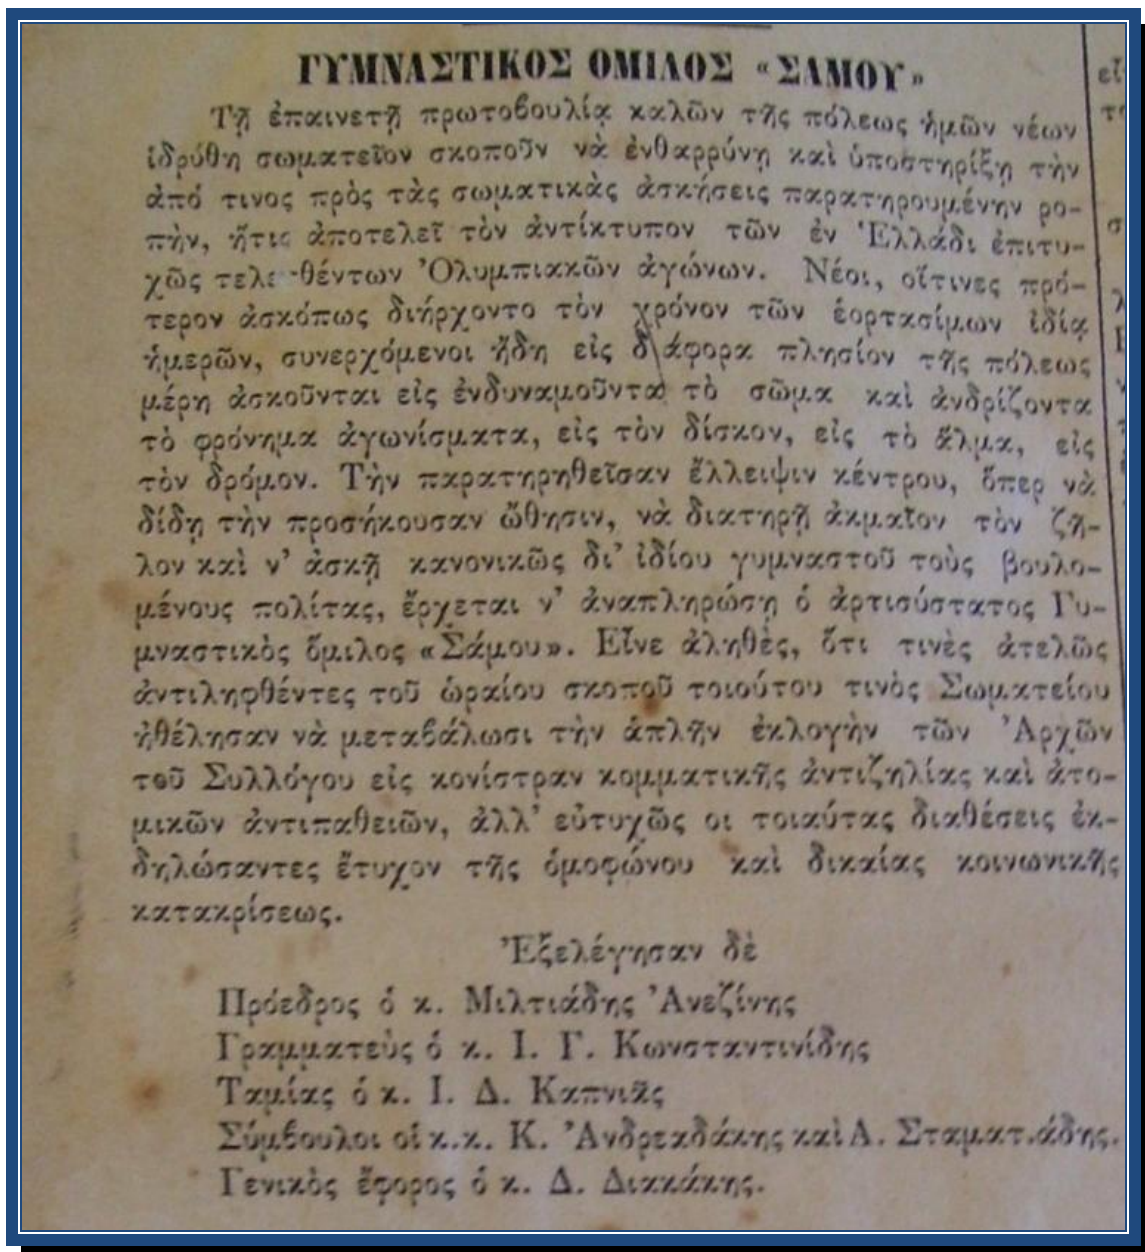 ΓΥΜΝΑΣΤΙΚΟΣ ΟΜΙΛΟΣ «ΣΑΜΟΥ»
Τῇ ἐπαινετῇ πρωτοβουλίᾳ καλῶν τῆς πόλεως ἡμῶν νέων
ἱδρύθη σωματεῖον σκοποῦν νὰ ἐνθαρρύνῃ καὶ ὑποστηρίξῃ τὴν
ἀπό τινος πρὸς τὰς σωματικὰς ἀσκήσεις παρατηρουμένην ρο-
πὴν, ἥτις ἀποτελεῖ τὸν ἀντίκτυπον τῶν ἐν Ἑλλάδι ἐπιτυ-
χῶς τελεσθέντων Ὀλυμπιακῶν ἀγώνων. Νέοι, οἵτινες πρό-
τερον ἀσκόπως διήρχοντο τὸν χρόνον τῶν ἑορτασίμων ἰδίᾳ
ἡμερῶν, συνερχόμενοι ἤδη εἰς διάφορα πλησίον τῆς πόλεως
μέρη ἀσκοῦνται εἰς ἐνδυναμοῦντα τὸ σῶμα καὶ ἀνδρίζοντα
τὸ φρόνημα ἀγωνίσματα, εἰς τὸν δίσκον, εἰς τὸ ἅλμα, εἰς
τὸν δρόμον. Τὴν παρατηρηθεῖσαν ἔλλειψιν κέντρου, ὅπερ νὰ
δίδῃ τὴν προσήκουσαν ὤθησιν, νὰ διατηρῇ ἀκμαῖον τὸν ζῆ-
λον καὶ ν' ἀσκῇ κανονικῶς δι' ἰδίου γυμναστοῦ τοὺς βουλο-
μένους πολίτας, ἔρχεται ν' ἀναπληρώσῃ ὁ ἀρτισύστατος Γυ-
μναστικὸς ὅμιλος «Σάμου». Εἶνε ἀληθὲς, ὅτι τινὲς ἀτελῶς
ἀντιληφθέντες τοῦ ὡραίου σκοποῦ τοιούτου τινὸς Σωματείου
ἠθέλησαν νὰ μεταβάλωσι τὴν ἁπλῆν ἐκλογὴν τῶν Ἀρχῶν
τοῦ Συλλόγου εἰς κονίστραν κομματικῆς ἀντιζηλίας καὶ ἀτο-
μικῶν ἀντιπαθειῶν, ἀλλ' εὐτυχῶς οι τοιαύτας διαθέσεις ἐκ-
δηλώσαντες ἔτυχον τῆς ὁμοφώνου καὶ δικαίας κοινωνικῆς
κατακρίσεως.
Ἐξελέγησαν δὲ
Πρόεδρος ὁ κ. Μιλτιάδης Ἀνεζίνης
Γραμματεὺς ὁ κ. Ι. Γ. Κωνσταντινίδης
Ταμίας ὁ κ. Ι. Δ. Καπνιᾶς
Σύμβουλοι οἱ κ.κ. Κ. Ἀνδρεαδάκης καὶ Α. Σταματιάδης.
Γενικὸς ἔφορος ὁ κ. Δ. Διακάκης.